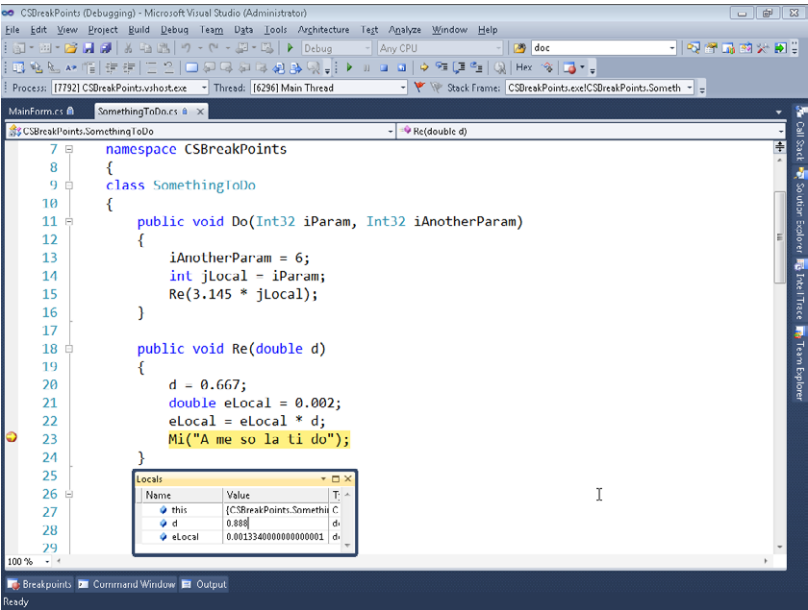 CSBreakPoints (Debugging) - Microsoft Visual Studio (Administrator)
File Edit View Project Build Debug Team Data Tools Architecture Test Analyze Window Help
Debug Any CPU doc
Hex
Process: [7792] CSBreakPoints.vshost.exe Thread: [6296] Main Thread Stack Frame: CSBreakPoints.exe!CSBreakPoints.Someth
MainForm.cs SomethingToDo.cs
CSBreakPoints.SomethingToDo Re(double d)
7 namespace CSBreakPoints
8 {
9 class SomethingToDo
10 {
11 public void Do(Int32 iParam, Int32 iAnotherParam)
12 {
13 iAnotherParam = 6;
14 int jLocal = iParam;
15 Re(3.145 * jLocal);
16 }
17
18 public void Re(double d)
19 {
20 d = 0.667;
21 double eLocal = 0.002;
22 eLocal = eLocal * d;
23 Mi("A me so la ti do");
24 }
25
26
27
28
29
Locals
Name Value T
this {CSBreakPoints.Somethi C
d 0.888 d
eLocal 0.0013340000000000001 d
100 %
Breakpoints Command Window Output
Ready
Call Stack
Solution Explorer
IntelliTrace
Team Explorer